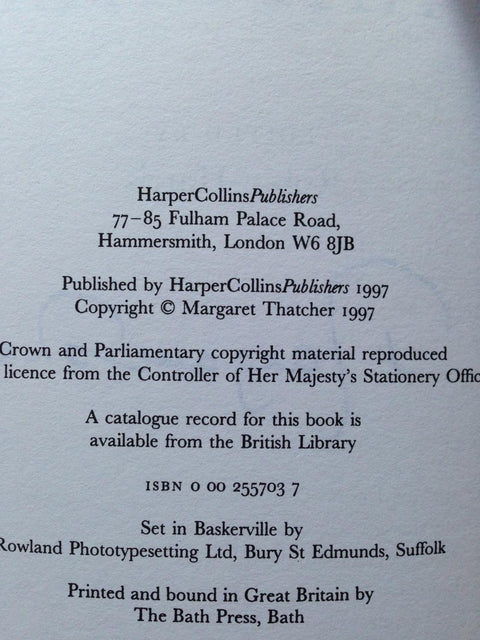 HarperCollinsPublishers
77–85 Fulham Palace Road,
Hammersmith, London W6 8JB
Published by HarperCollinsPublishers 1997
Copyright © Margaret Thatcher 1997
Crown and Parliamentary copyright material reproduced
licence from the Controller of Her Majesty's Stationery Offic
A catalogue record for this book is
available from the British Library
ISBN 0 00 255703 7
Set in Baskerville by
Rowland Phototypesetting Ltd, Bury St Edmunds, Suffolk
Printed and bound in Great Britain by
The Bath Press, Bath